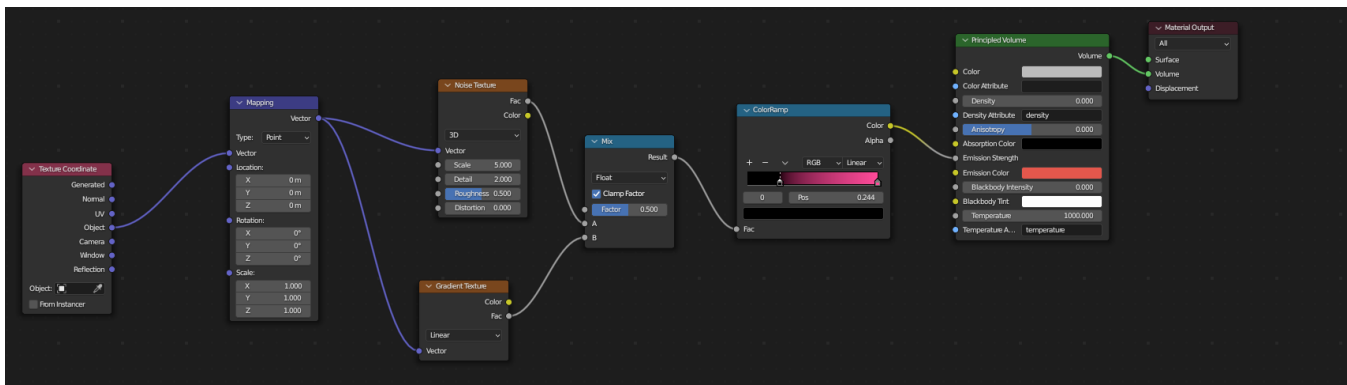 Texture Coordinate
Generated
Normal
UV
Object
Camera
Window
Reflection
Object:
From Instancer
Mapping
Vector
Type: Point
Vector
Location:
X 0 m
Y 0 m
Z 0 m
Rotation:
X 0°
Y 0°
Z 0°
Scale:
X 1.000
Y 1.000
Z 1.000
Noise Texture
Fac
Color
3D
Vector
Scale 5.000
Detail 2.000
Roughness 0.500
Distortion 0.000
Gradient Texture
Color
Fac
Linear
Vector
Mix
Result
Float
Clamp Factor
Factor 0.500
A
B
ColorRamp
Color
Alpha
+ − RGB Linear
0 Pos 0.244
Fac
Principled Volume
Volume
Color
Color Attribute
Density 0.000
Density Attribute density
Anisotropy 0.000
Absorption Color
Emission Strength
Emission Color
Blackbody Intensity 0.000
Blackbody Tint
Temperature 1000.000
Temperature A... temperature
Material Output
All
Surface
Volume
Displacement